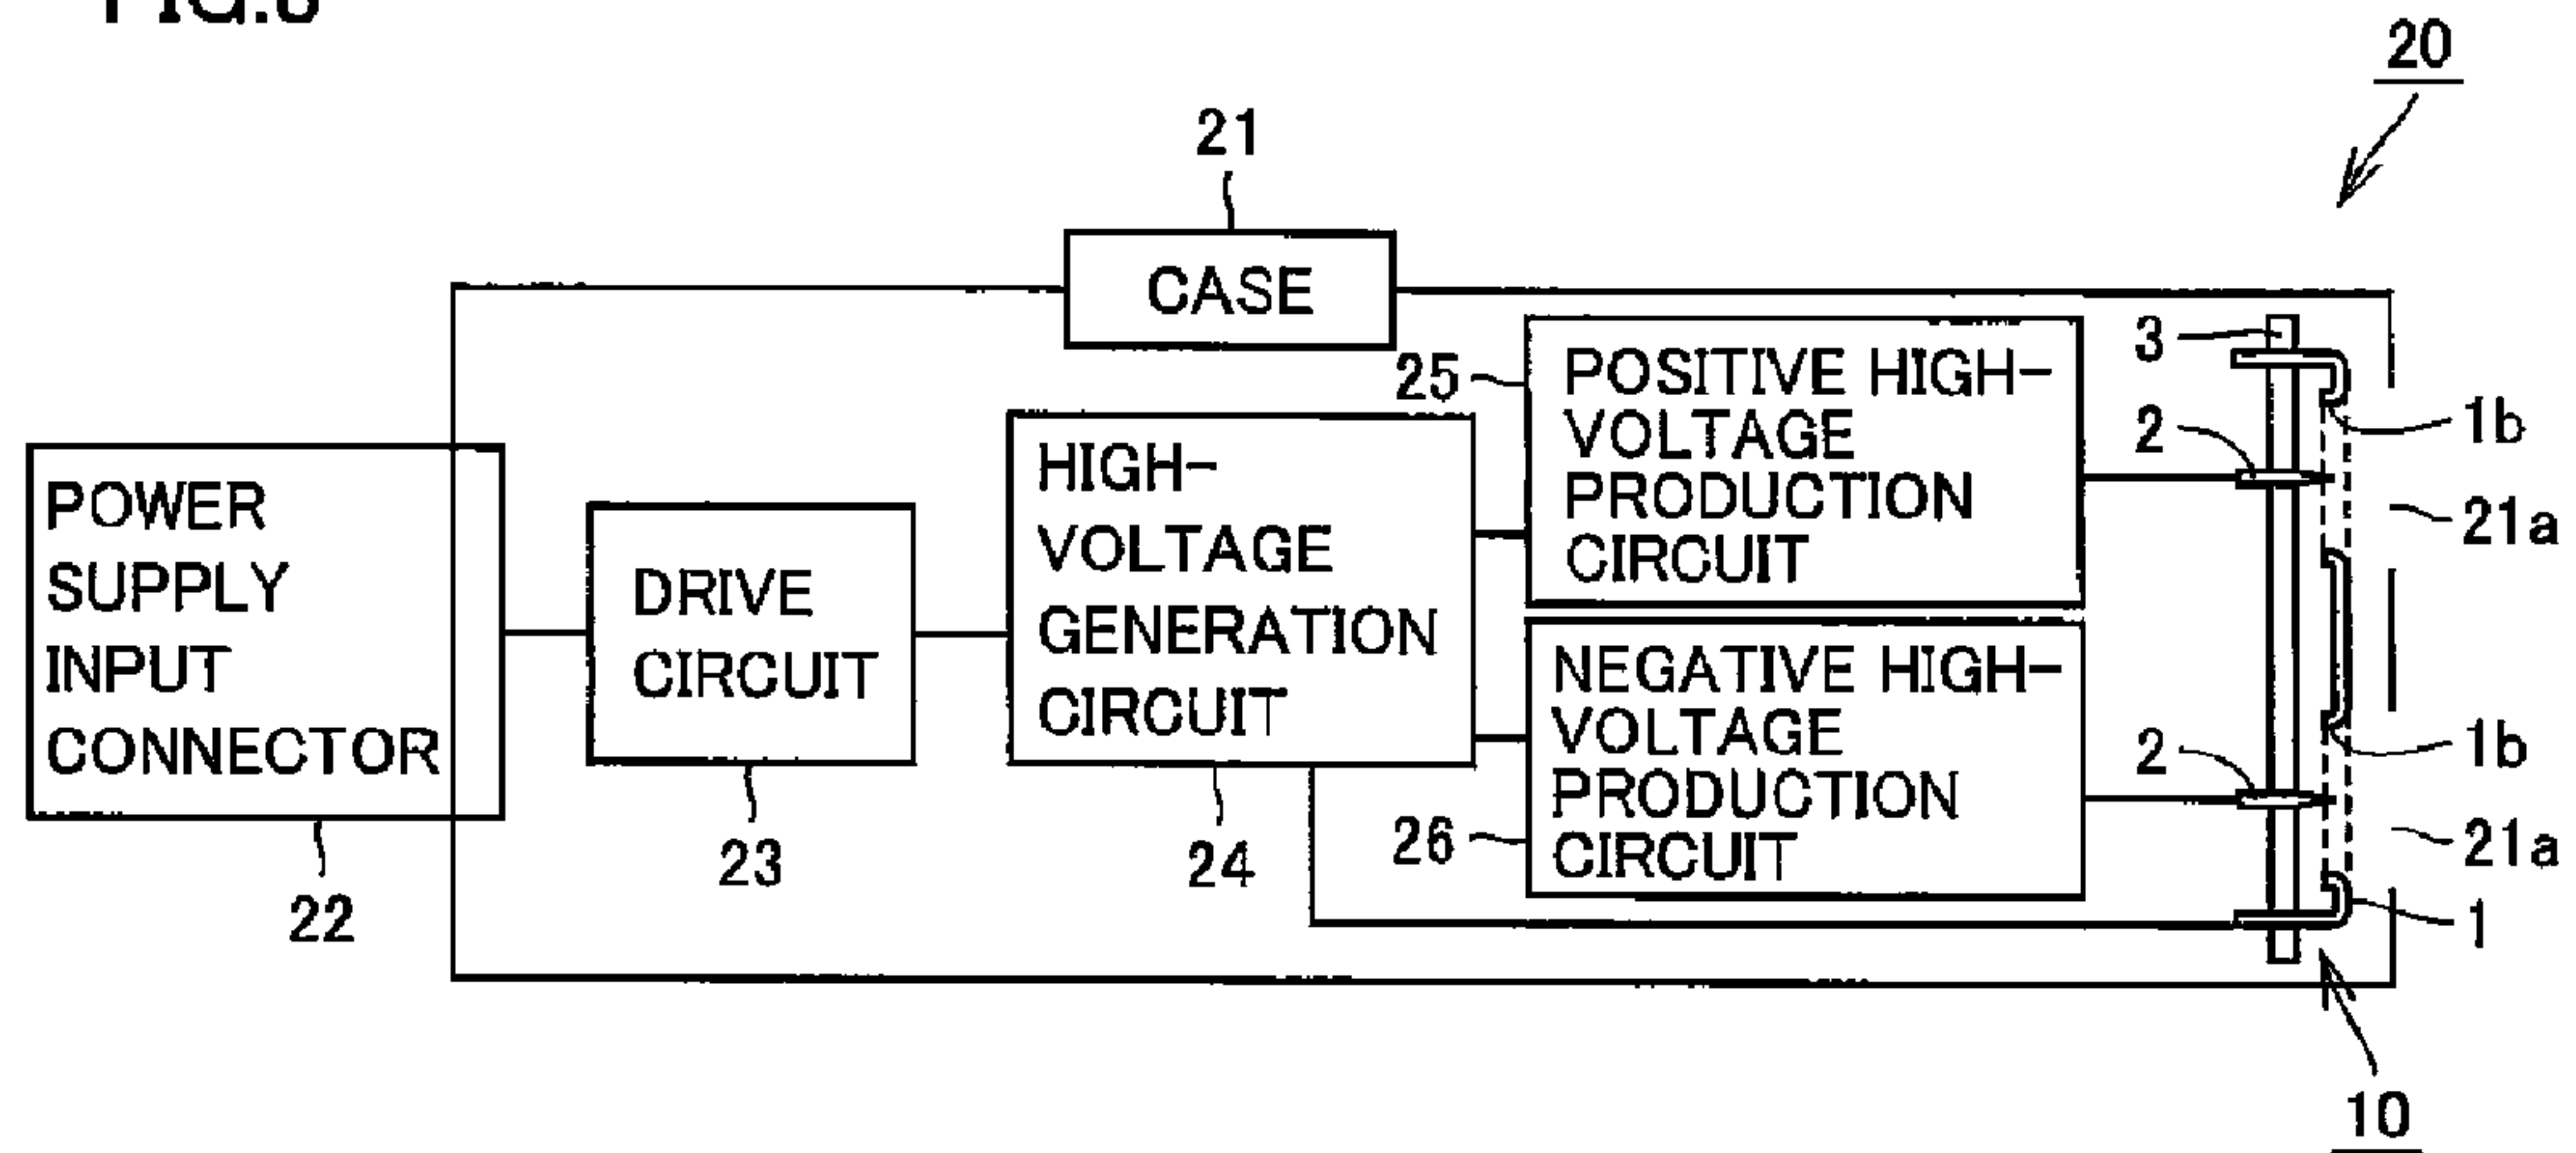 20
21
CASE
3
25
POSITIVE HIGH-
VOLTAGE
PRODUCTION
CIRCUIT
1b
2
21a
HIGH-
VOLTAGE
GENERATION
CIRCUIT
POWER
SUPPLY
INPUT
CONNECTOR
DRIVE
CIRCUIT
NEGATIVE HIGH-
VOLTAGE
PRODUCTION
CIRCUIT
2
1b
21a
26
23
24
22
1
10